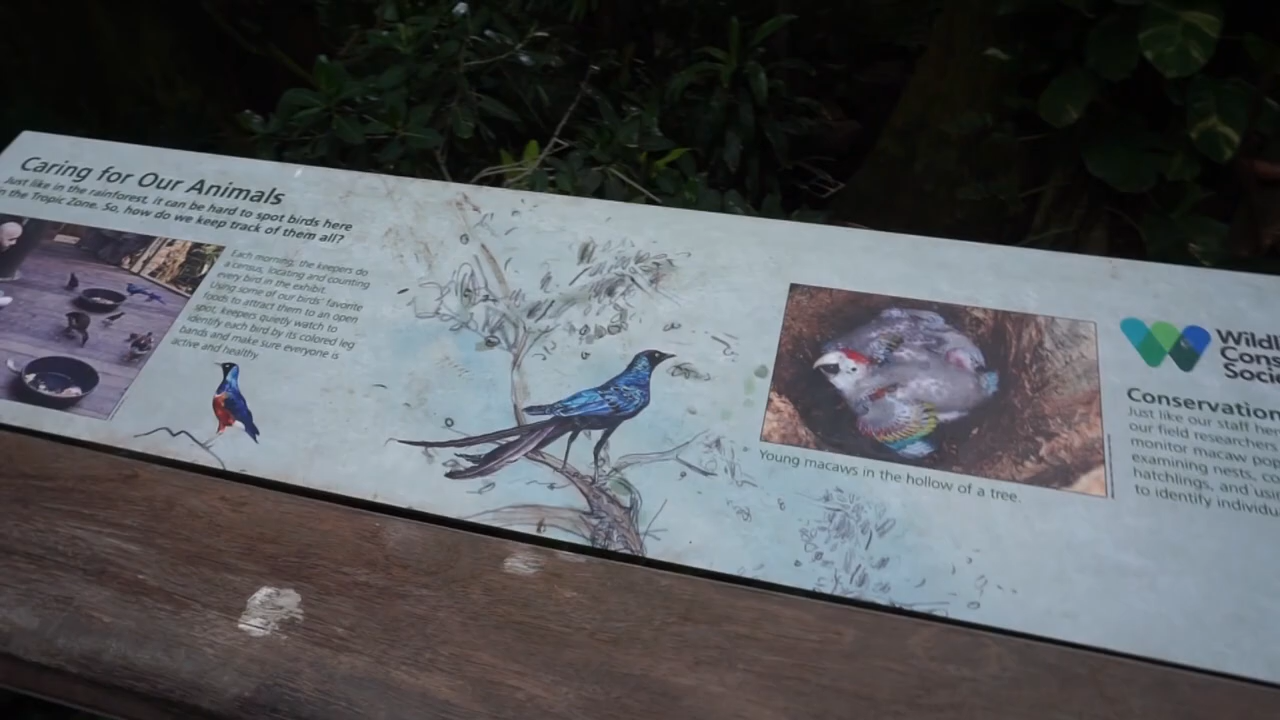 Caring for Our Animals
Just like in the rainforest, it can be hard to spot birds here
in the Tropic Zone. So, how do we keep track of them all?
Each morning, the keepers do
a census, locating and counting
every bird in the exhibit.
Using some of our birds' favorite
foods to attract them to an open
spot, keepers quietly watch to
identify each bird by its colored leg
bands and make sure everyone is
active and healthy.
Young macaws in the hollow of a tree.
Wildli
Cons
Socie
Conservation
Just like our staff her
our field researchers
monitor macaw pop
examining nests, co
hatchlings, and usi
to identify individu